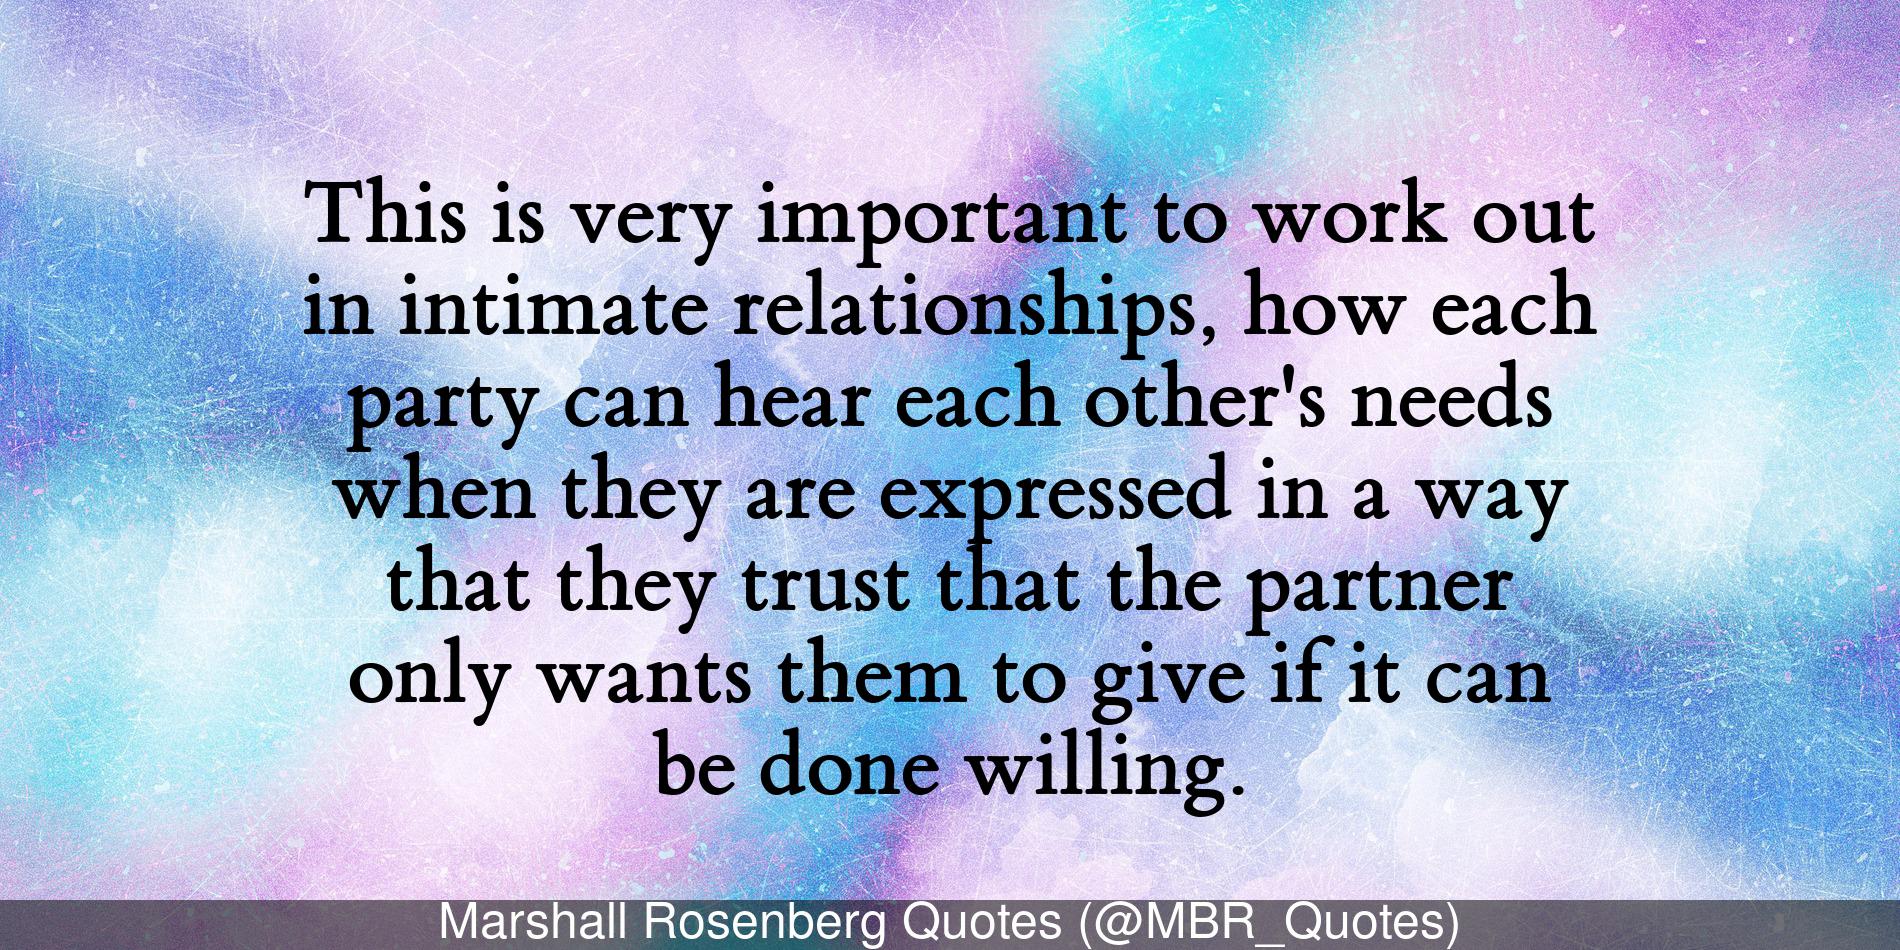 This is very important to work out
in intimate relationships, how each
party can hear each other's needs
when they are expressed in a way
that they trust that the partner
only wants them to give if it can
be done willing.
Marshall Rosenberg Quotes (@MBR_Quotes)